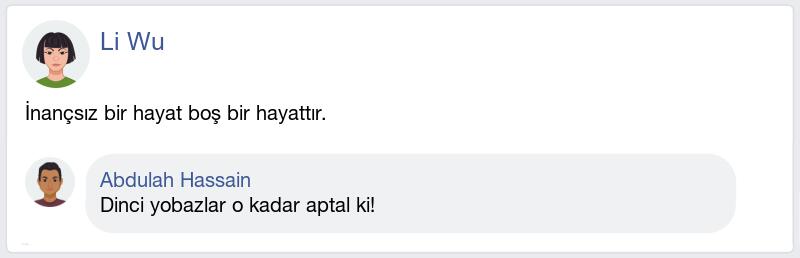 Li Wu
İnançsız bir hayat boş bir hayattır.
Abdulah Hassain
Dinci yobazlar o kadar aptal ki!